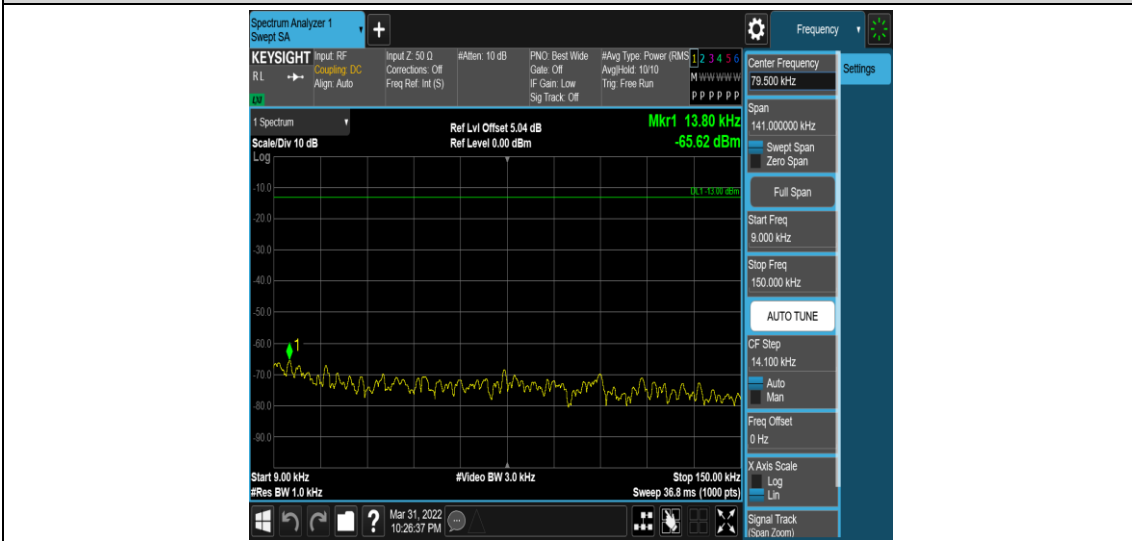 Spectrum Analyzer 1
Swept SA
+
Frequency
KEYSIGHT
Input: RF
Coupling: DC
Align: Auto
Input Z: 50 Ω
Corrections: Off
Freq Ref: Int (S)
#Atten: 10 dB
PNO: Best Wide
Gate: Off
IF Gain: Low
Sig Track: Off
#Avg Type: Power (RMS
Avg|Hold: 10/10
Trig: Free Run
1 2 3 4 5 6
M W W W W W
P P P P P P
R L
LXI
Center Frequency
79.500 kHz
Settings
Span
141.000000 kHz
Swept Span
Zero Span
Full Span
Start Freq
9.000 kHz
Stop Freq
150.000 kHz
AUTO TUNE
CF Step
14.100 kHz
Auto
Man
Freq Offset
0 Hz
X Axis Scale
Log
Lin
Signal Track
(Span Zoom)
1 Spectrum
Scale/Div 10 dB
Log
Ref Lvl Offset 5.04 dB
Ref Level 0.00 dBm
Mkr1 13.80 kHz
-65.62 dBm
DL1 -13.00 dBm
-10.0
-20.0
-30.0
-40.0
-50.0
-60.0
1
-70.0
-80.0
-90.0
Start 9.00 kHz
#Res BW 1.0 kHz
#Video BW 3.0 kHz
Stop 150.00 kHz
Sweep 36.8 ms (1000 pts)
?
Mar 31, 2022
10:26:37 PM